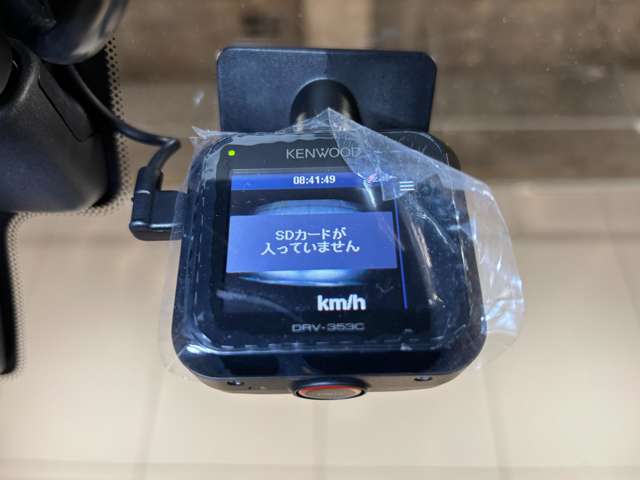 KENWOOD
08:41:49
SDカードが
入っていません
km/h
DRV-353C